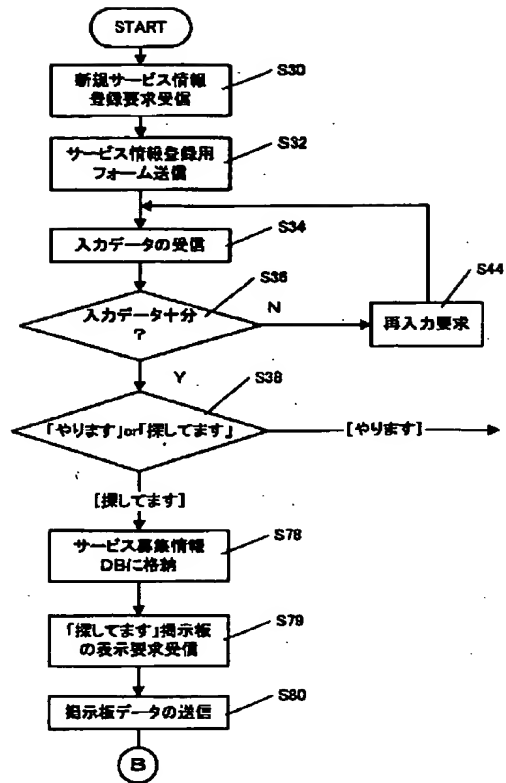 START
S30
新規サービス情報
登録要求受信
S32
サービス情報登録用
フォーム送信
S34
入力データの受信
S36
入力データ十分
?
N
S44
再入力要求
Y
S38
「やります」or「探してます」
[やります]
[探してます]
S78
サービス募集情報
DBに格納
S79
「探してます」掲示板
の表示要求受信
S80
掲示板データの送信
B